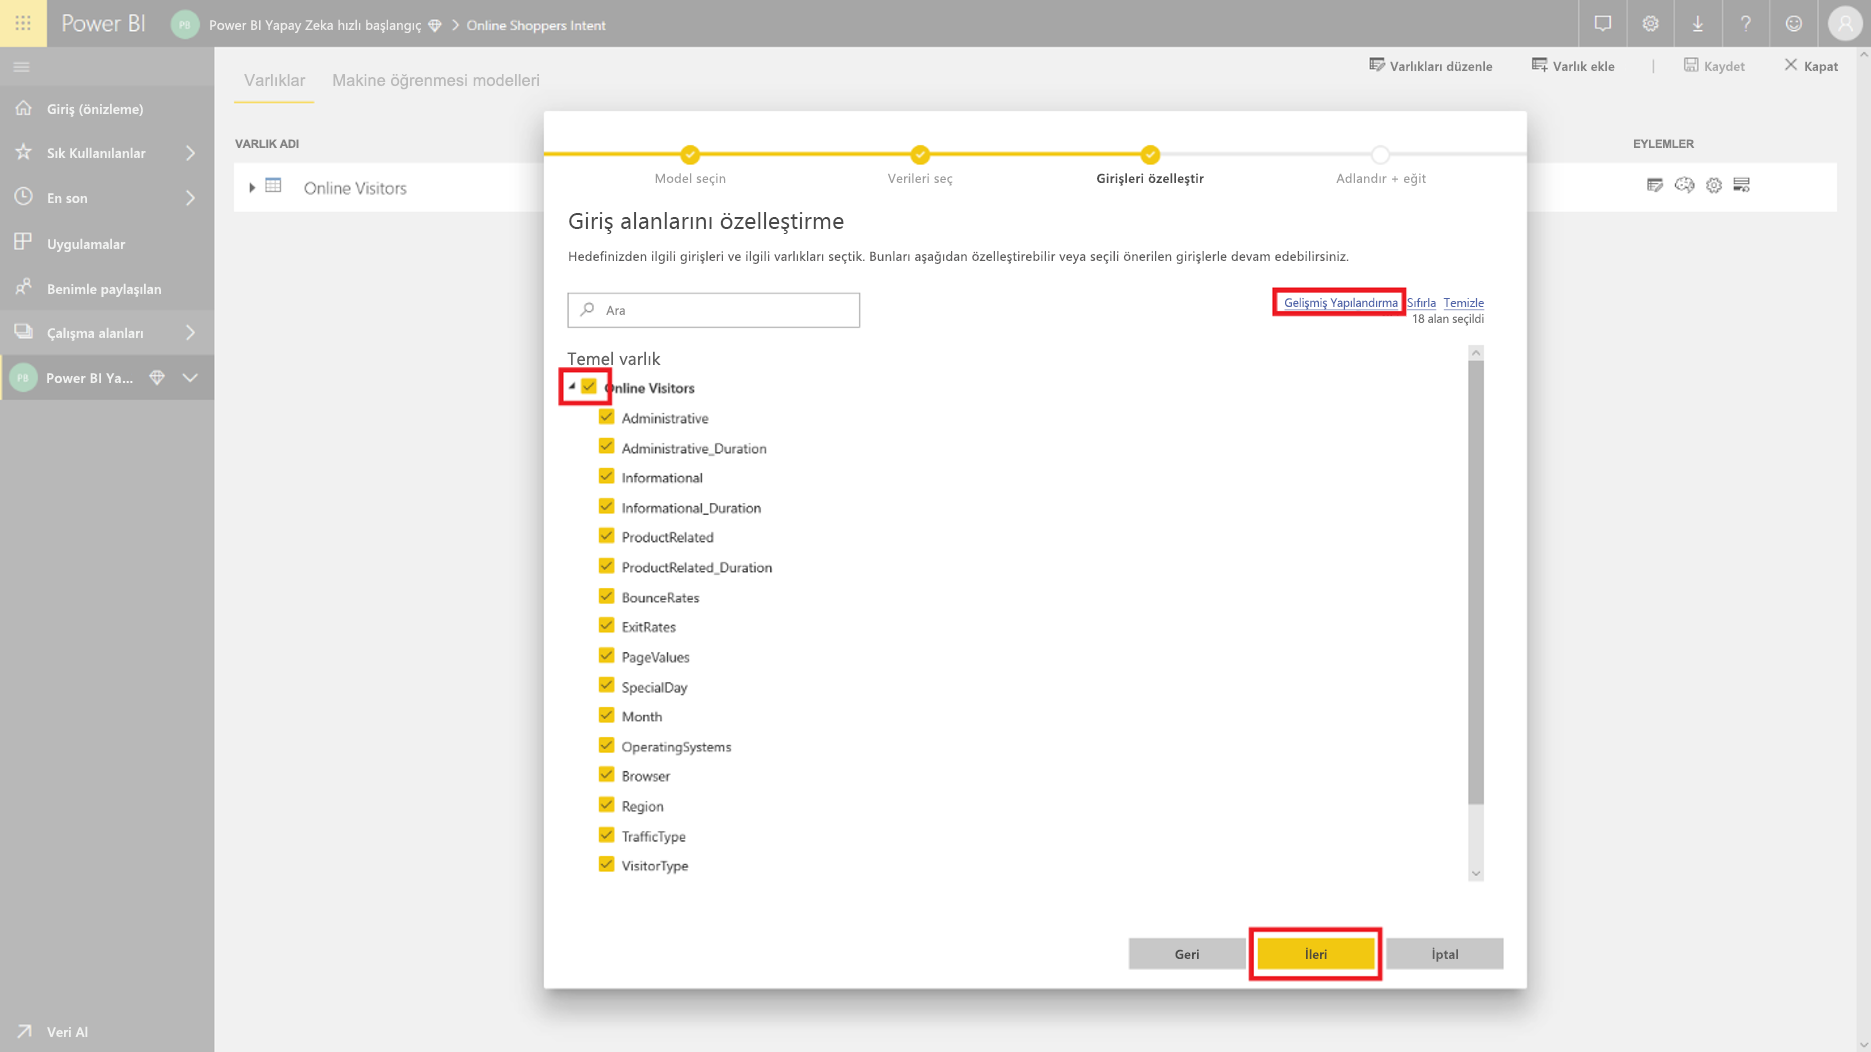 Power BI
PB
Power BI Yapay Zeka hızlı başlangıç
Online Shoppers Intent
?
Varlıklar
Makine öğrenmesi modelleri
Varlıkları düzenle
Varlık ekle
Kaydet
Kapat
Giriş (önizleme)
Sık Kullanılanlar
En son
Uygulamalar
Benimle paylaşılan
Çalışma alanları
PB
Power BI Ya...
Veri Al
VARLIK ADI
EYLEMLER
Online Visitors
Model seçin
Verileri seç
Girişleri özelleştir
Adlandır + eğit
Giriş alanlarını özelleştirme
Hedefinizden ilgili girişleri ve ilgili varlıkları seçtik. Bunları aşağıdan özelleştirebilir veya seçili önerilen girişlerle devam edebilirsiniz.
Ara
Gelişmiş Yapılandırma
Sıfırla
Temizle
18 alan seçildi
Temel varlık
Online Visitors
Administrative
Administrative_Duration
Informational
Informational_Duration
ProductRelated
ProductRelated_Duration
BounceRates
ExitRates
PageValues
SpecialDay
Month
OperatingSystems
Browser
Region
TrafficType
VisitorType
Geri
İleri
İptal